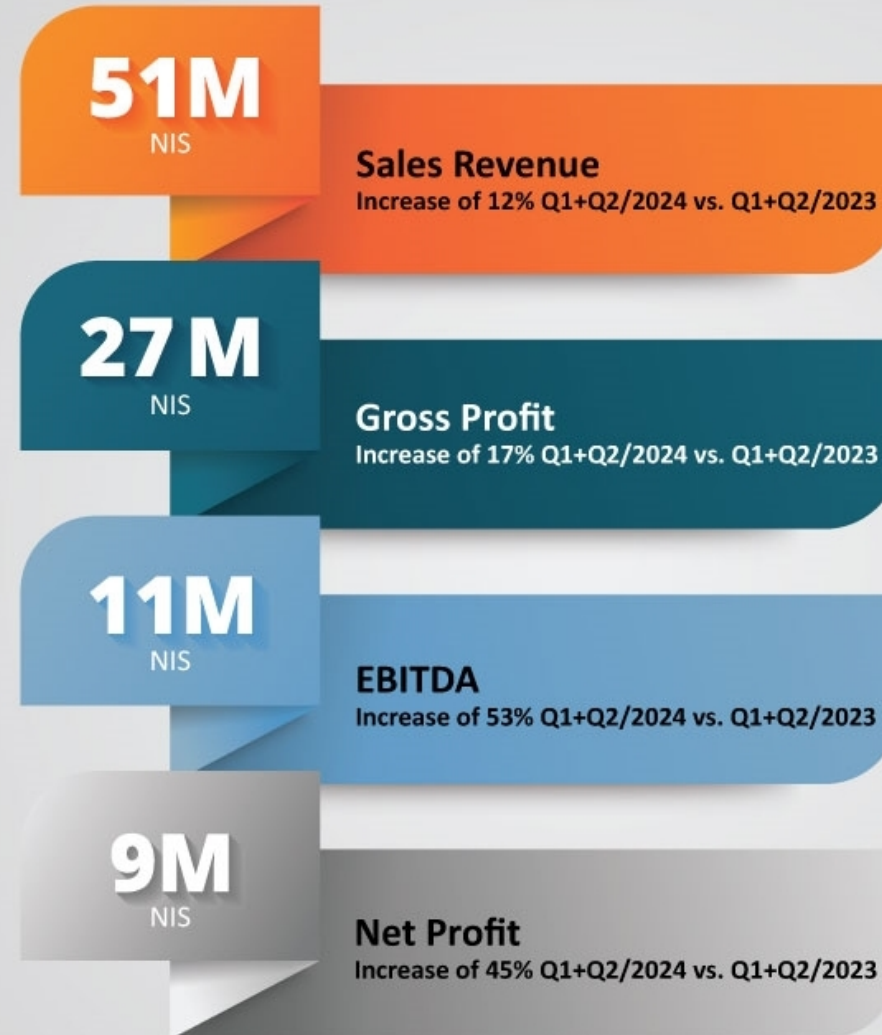 51M
NIS
Sales Revenue
Increase of 12% Q1+Q2/2024 vs. Q1+Q2/2023
27 M
NIS
Gross Profit
Increase of 17% Q1+Q2/2024 vs. Q1+Q2/2023
11M
NIS
EBITDA
Increase of 53% Q1+Q2/2024 vs. Q1+Q2/2023
9M
NIS
Net Profit
Increase of 45% Q1+Q2/2024 vs. Q1+Q2/2023